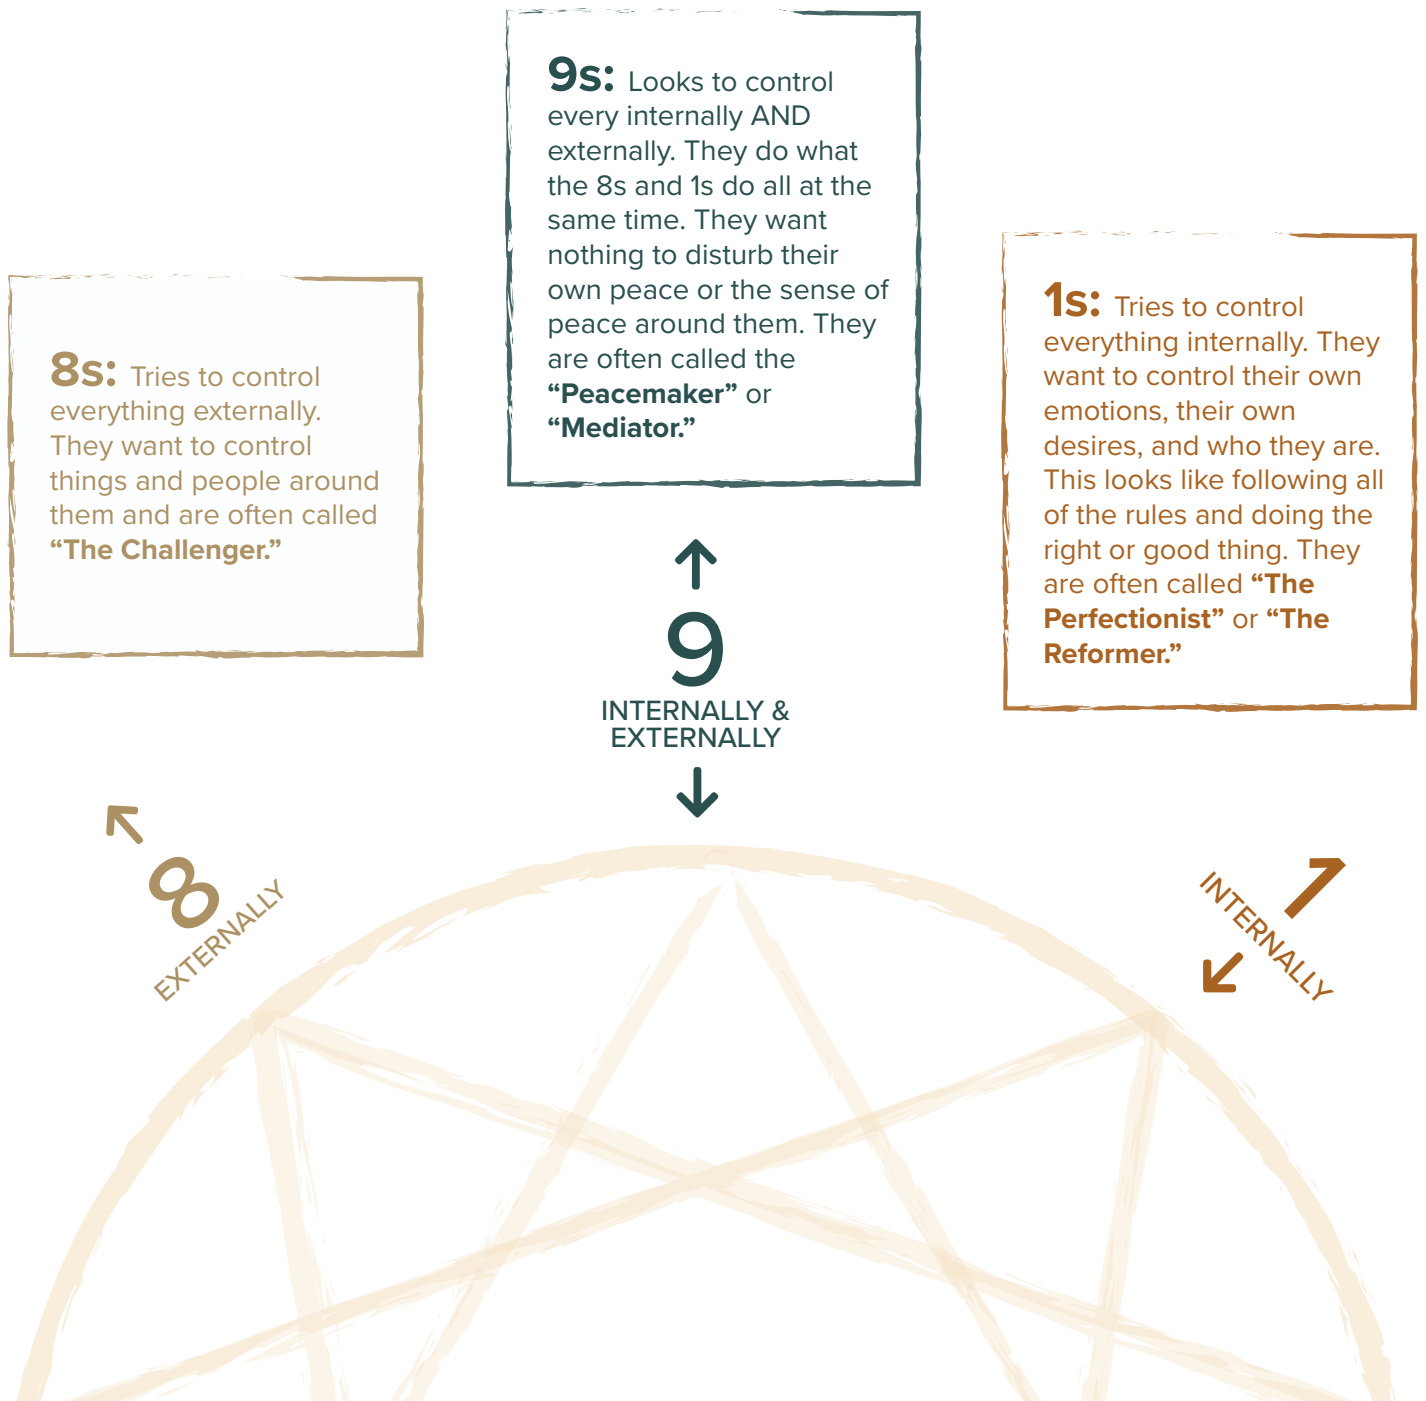 9s: Looks to control
every internally AND
externally. They do what
the 8s and 1s do all at the
same time. They want
nothing to disturb their
own peace or the sense of
peace around them. They
are often called the
“Peacemaker” or
“Mediator.”
8s: Tries to control
everything externally.
They want to control
things and people around
them and are often called
“The Challenger.”
1s: Tries to control
everything internally. They
want to control their own
emotions, their own
desires, and who they are.
This looks like following all
of the rules and doing the
right or good thing. They
are often called “The
Perfectionist” or “The
Reformer.”
9
INTERNALLY &
EXTERNALLY
8
EXTERNALLY
1
INTERNALLY